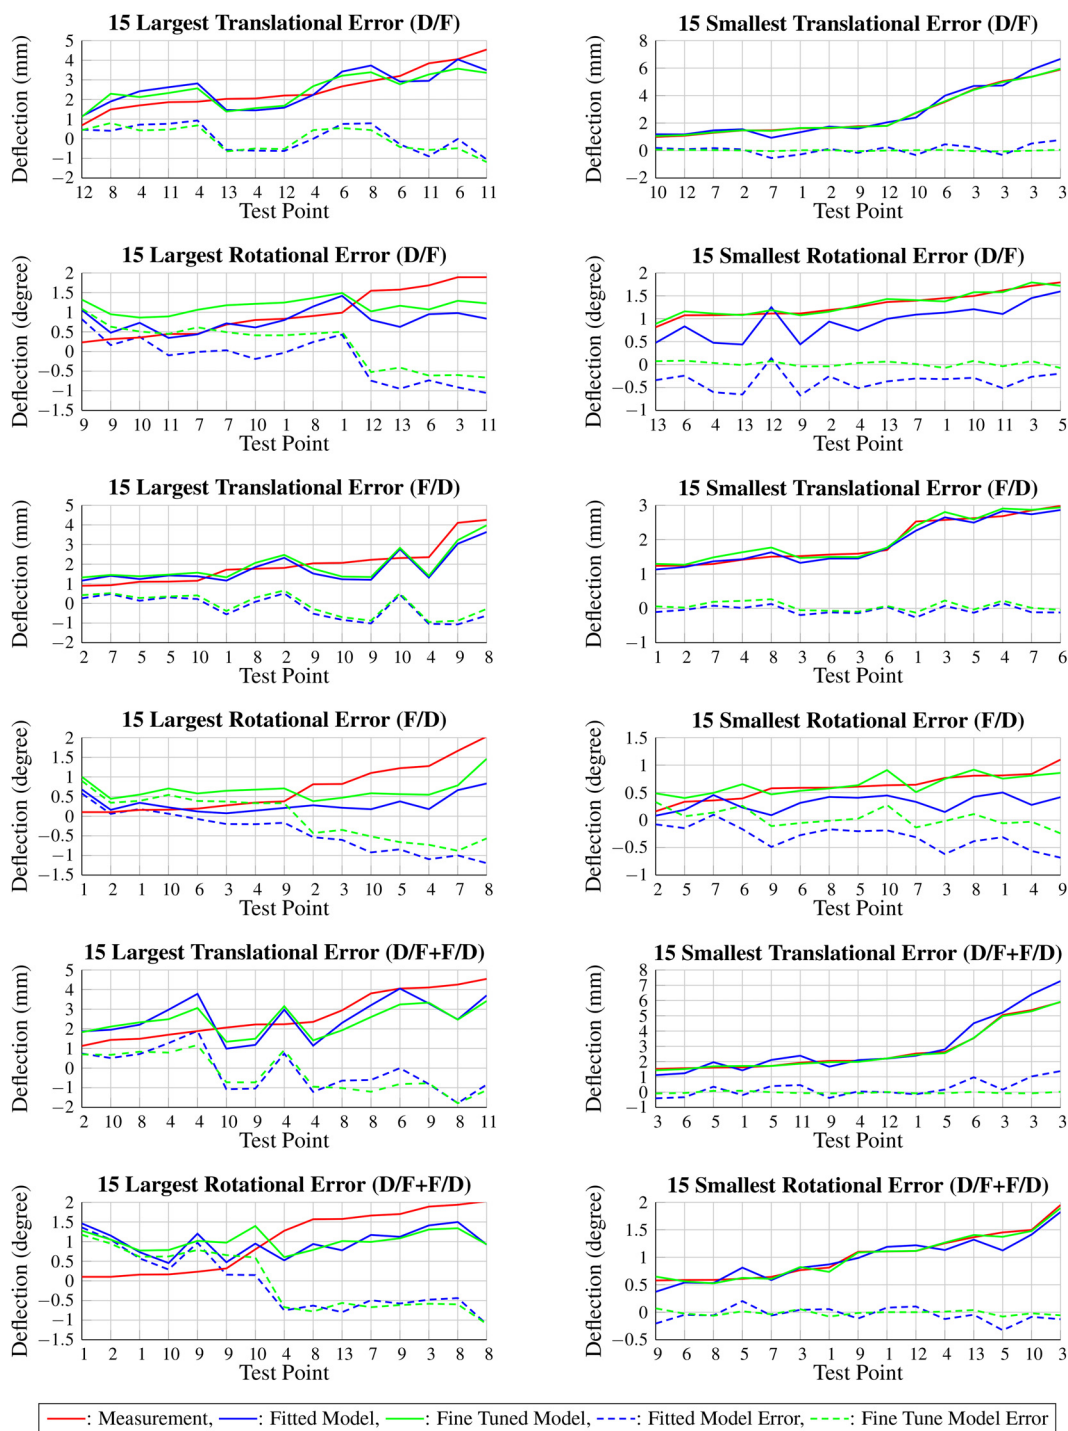 15 Largest Translational Error (D/F)
Deflection (mm)
5
4
3
2
1
0
−1
−2
12 8 4 11 4 13 4 12 4 6 8 6 11 6 11
Test Point
15 Smallest Translational Error (D/F)
Deflection (mm)
8
6
4
2
0
−2
10 12 7 2 7 1 2 9 12 10 6 13 3 3 3
Test Point
15 Largest Rotational Error (D/F)
Deflection (degree)
2
1.5
1
0.5
0
−0.5
−1
−1.5
9 9 10 11 7 7 10 1 8 1 12 13 6 3 11
Test Point
15 Smallest Rotational Error (D/F)
Deflection (degree)
2
1.5
1
0.5
0
−0.5
−1
13 6 4 13 12 9 2 4 2 7 1 10 11 3 5
Test Point
15 Largest Translational Error (F/D)
Deflection (mm)
5
4
3
2
1
0
−1
−2
2 7 5 5 10 1 8 2 9 10 9 10 4 9 8
Test Point
15 Smallest Translational Error (F/D)
Deflection (mm)
3
2
1
0
−1
1 2 7 4 8 3 6 4 6 1 3 5 1 7 6
Test Point
15 Largest Rotational Error (F/D)
Deflection (degree)
2
1.5
1
0.5
0
−0.5
−1
−1.5
1 2 1 10 6 3 4 9 2 3 10 5 4 7 8
Test Point
15 Smallest Rotational Error (F/D)
Deflection (degree)
1.5
1
0.5
0
−0.5
−1
2 5 7 6 9 6 8 5 10 7 3 8 1 4 9
Test Point
15 Largest Translational Error (D/F+F/D)
Deflection (mm)
5
4
3
2
1
0
−1
−2
2 10 8 4 4 10 9 4 8 13 8 6 9 8 11
Test Point
15 Smallest Translational Error (D/F+F/D)
Deflection (mm)
8
7
6
5
4
3
2
1
0
−1
3 6 5 1 5 11 9 4 12 1 5 6 3 3 3
Test Point
15 Largest Rotational Error (D/F+F/D)
Deflection (degree)
2
1.5
1
0.5
0
−0.5
−1
−1.5
1 2 1 10 9 9 10 4 8 13 7 9 3 8 8
Test Point
15 Smallest Rotational Error (D/F+F/D)
Deflection (degree)
2
1.5
1
0.5
0
−0.5
9 6 8 5 7 3 1 9 1 12 6 13 5 10 3
Test Point
: Measurement, : Fitted Model, : Fine Tuned Model, : Fitted Model Error, : Fine Tune Model Error